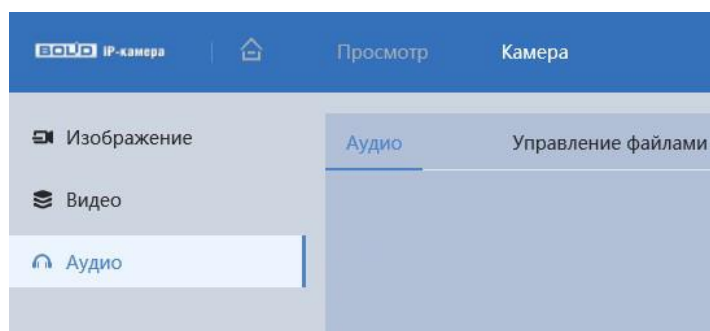 BOLID IP-камера Просмотр Камера
Изображение
Аудио Управление файлами
Видео
Аудио